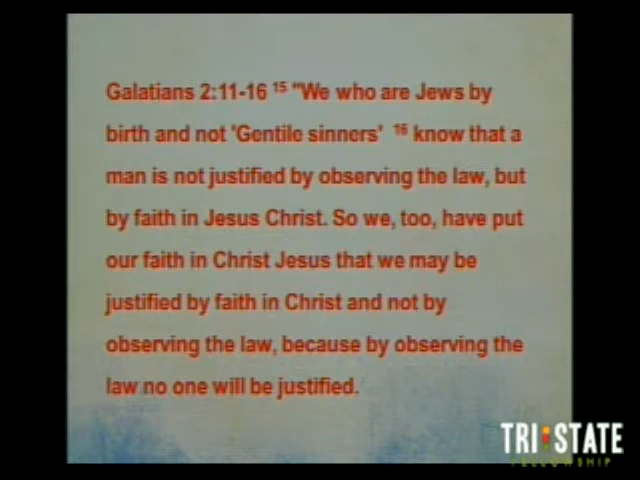 Galatians 2:11-16 ¹⁵ "We who are Jews by
birth and not 'Gentile sinners' ¹⁶ know that a
man is not justified by observing the law, but
by faith in Jesus Christ. So we, too, have put
our faith in Christ Jesus that we may be
justified by faith in Christ and not by
observing the law, because by observing the
law no one will be justified.
TRI:STATE
FELLOWSHIP